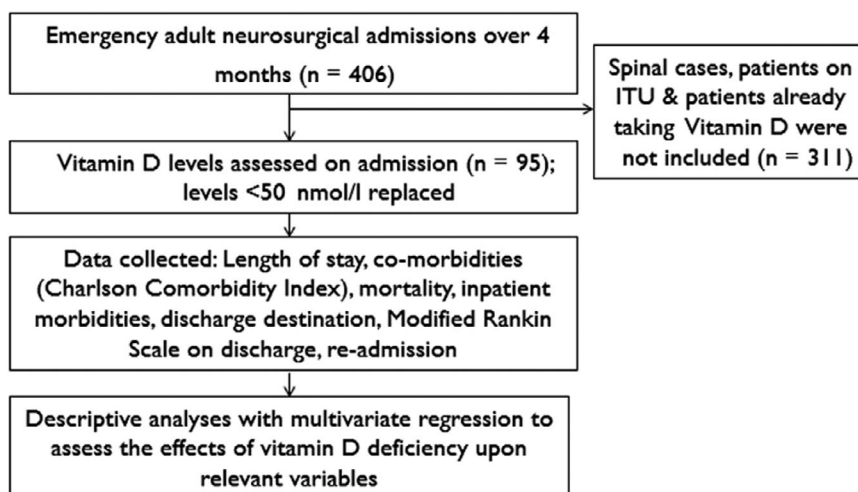 Emergency adult neurosurgical admissions over 4
months (n = 406)
Spinal cases, patients on
ITU & patients already
taking Vitamin D were
not included (n = 311)
Vitamin D levels assessed on admission (n = 95);
levels <50 nmol/l replaced
Data collected: Length of stay, co-morbidities
(Charlson Comorbidity Index), mortality, inpatient
morbidities, discharge destination, Modified Rankin
Scale on discharge, re-admission
Descriptive analyses with multivariate regression to
assess the effects of vitamin D deficiency upon
relevant variables